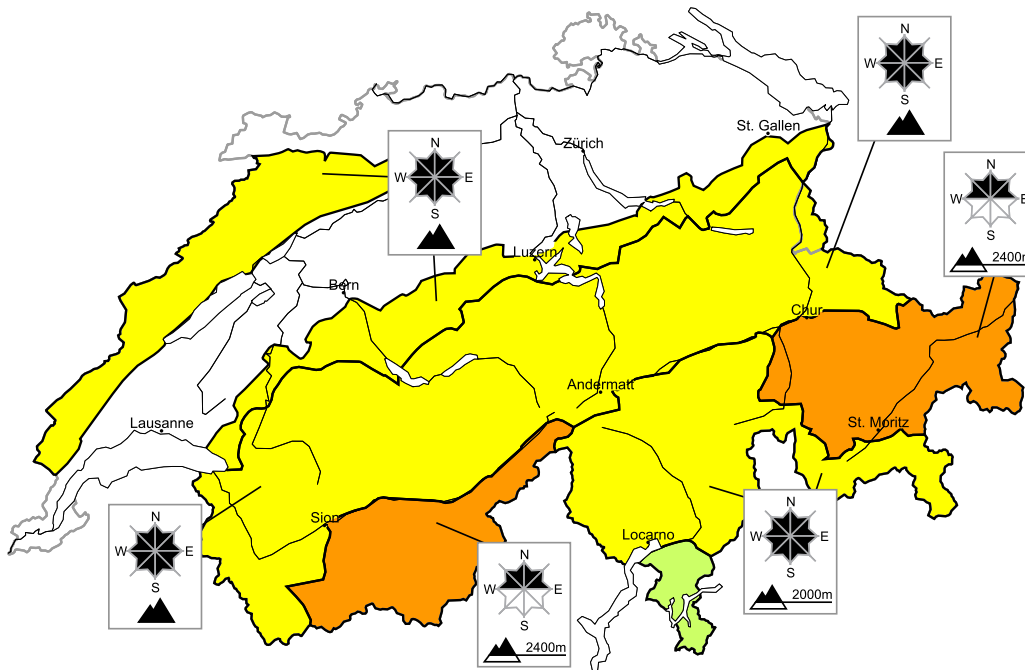 N
W E
S
St. Gallen
Zürich
N
W E
S
N
W E
2400m
Luzern
Bern
Chur
Andermatt
Lausanne
St. Moritz
N
W E
S
Sion
Locarno
N
W E
S
2000m
N
W E
S
2400m